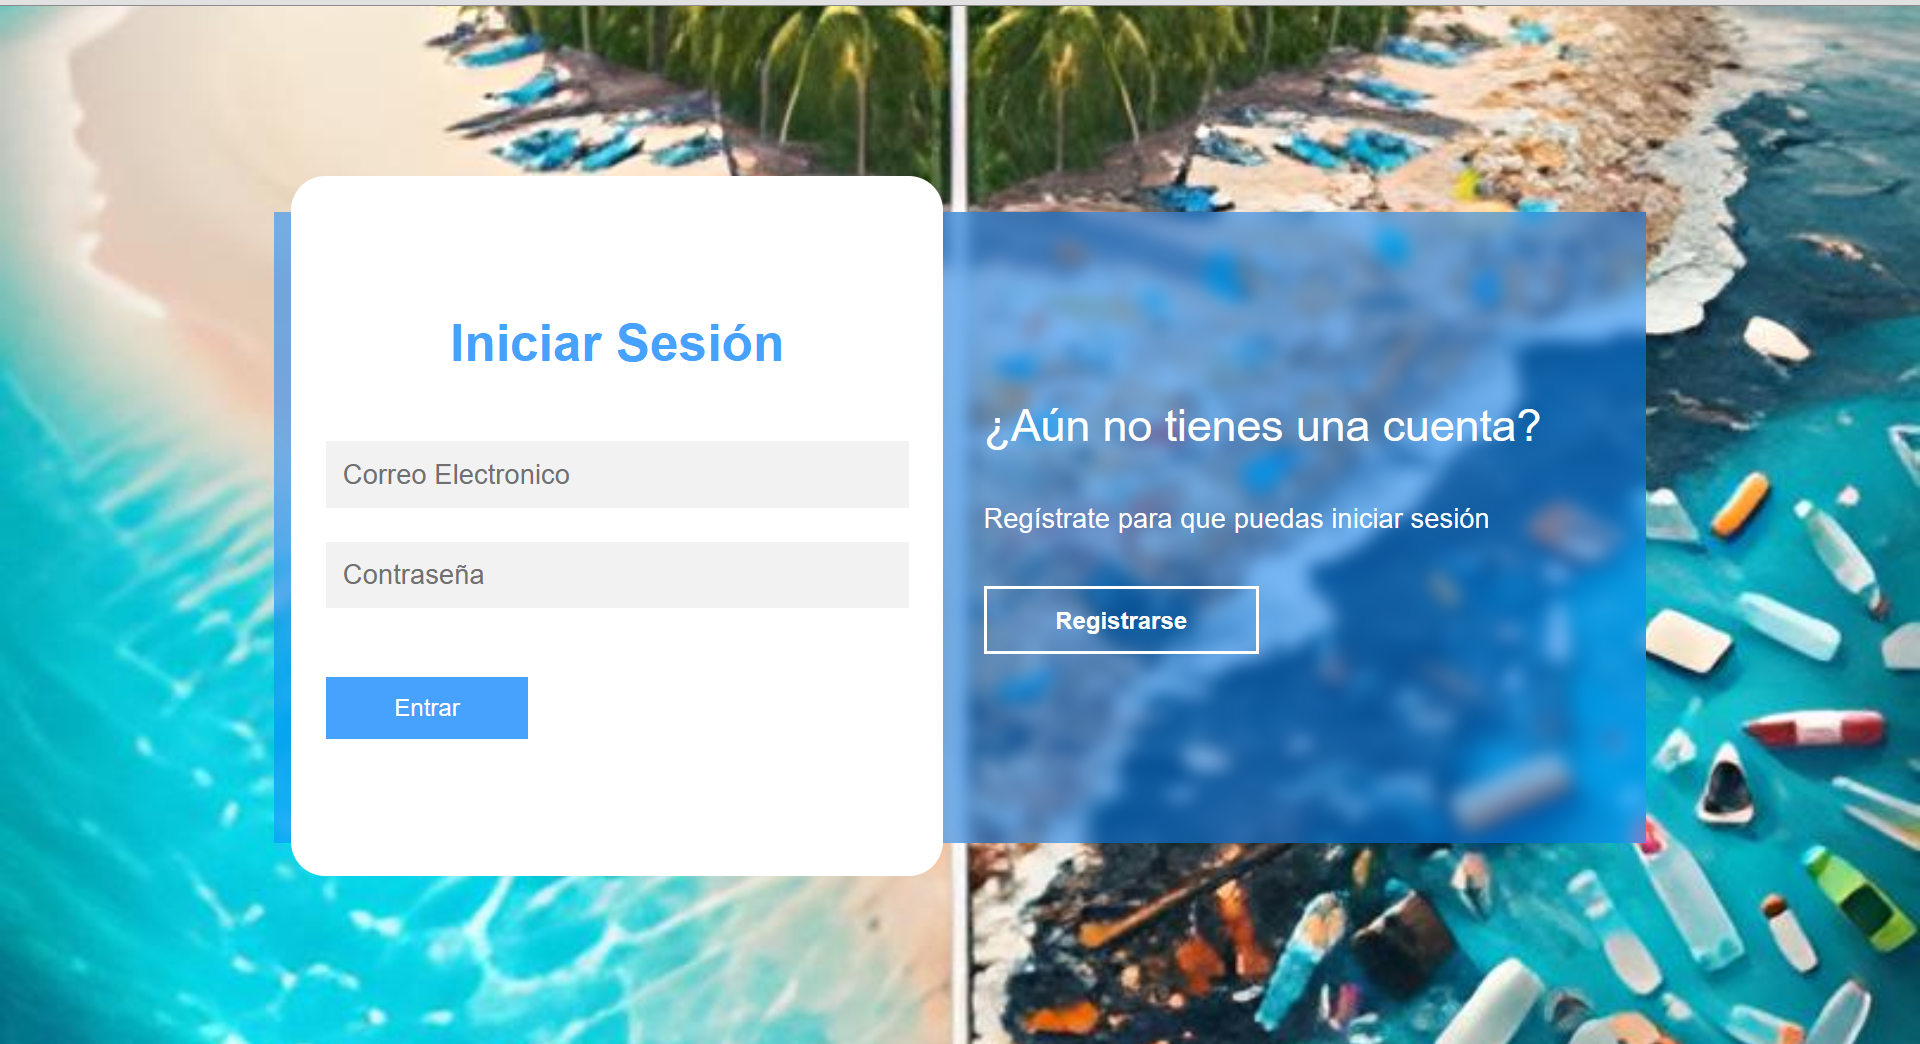 Iniciar Sesión
Correo Electronico
Contraseña
Entrar
¿Aún no tienes una cuenta?
Regístrate para que puedas iniciar sesión
Registrarse